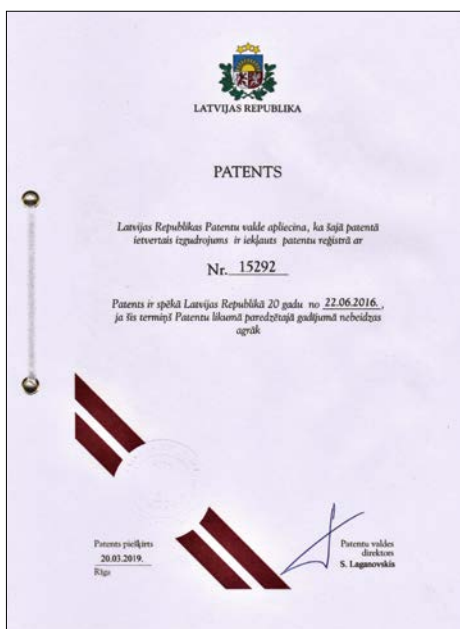 LATVIJAS REPUBLIKA
PATENTS
Latvijas Republikas Patentu valde apliecina, ka šajā patentā
ietvertais izgudrojums ir iekļauts patentu reģistrā ar
Nr. 15292
Patents ir spēkā Latvijas Republikā 20 gadu no 22.06.2016.,
ja šis termiņš Patentu likumā paredzētajā gadījumā nebeidzas
agrāk
Patents piešķirts
20.03.2019.
Rīga
Patentu valdes
direktors
S. Laganovskis